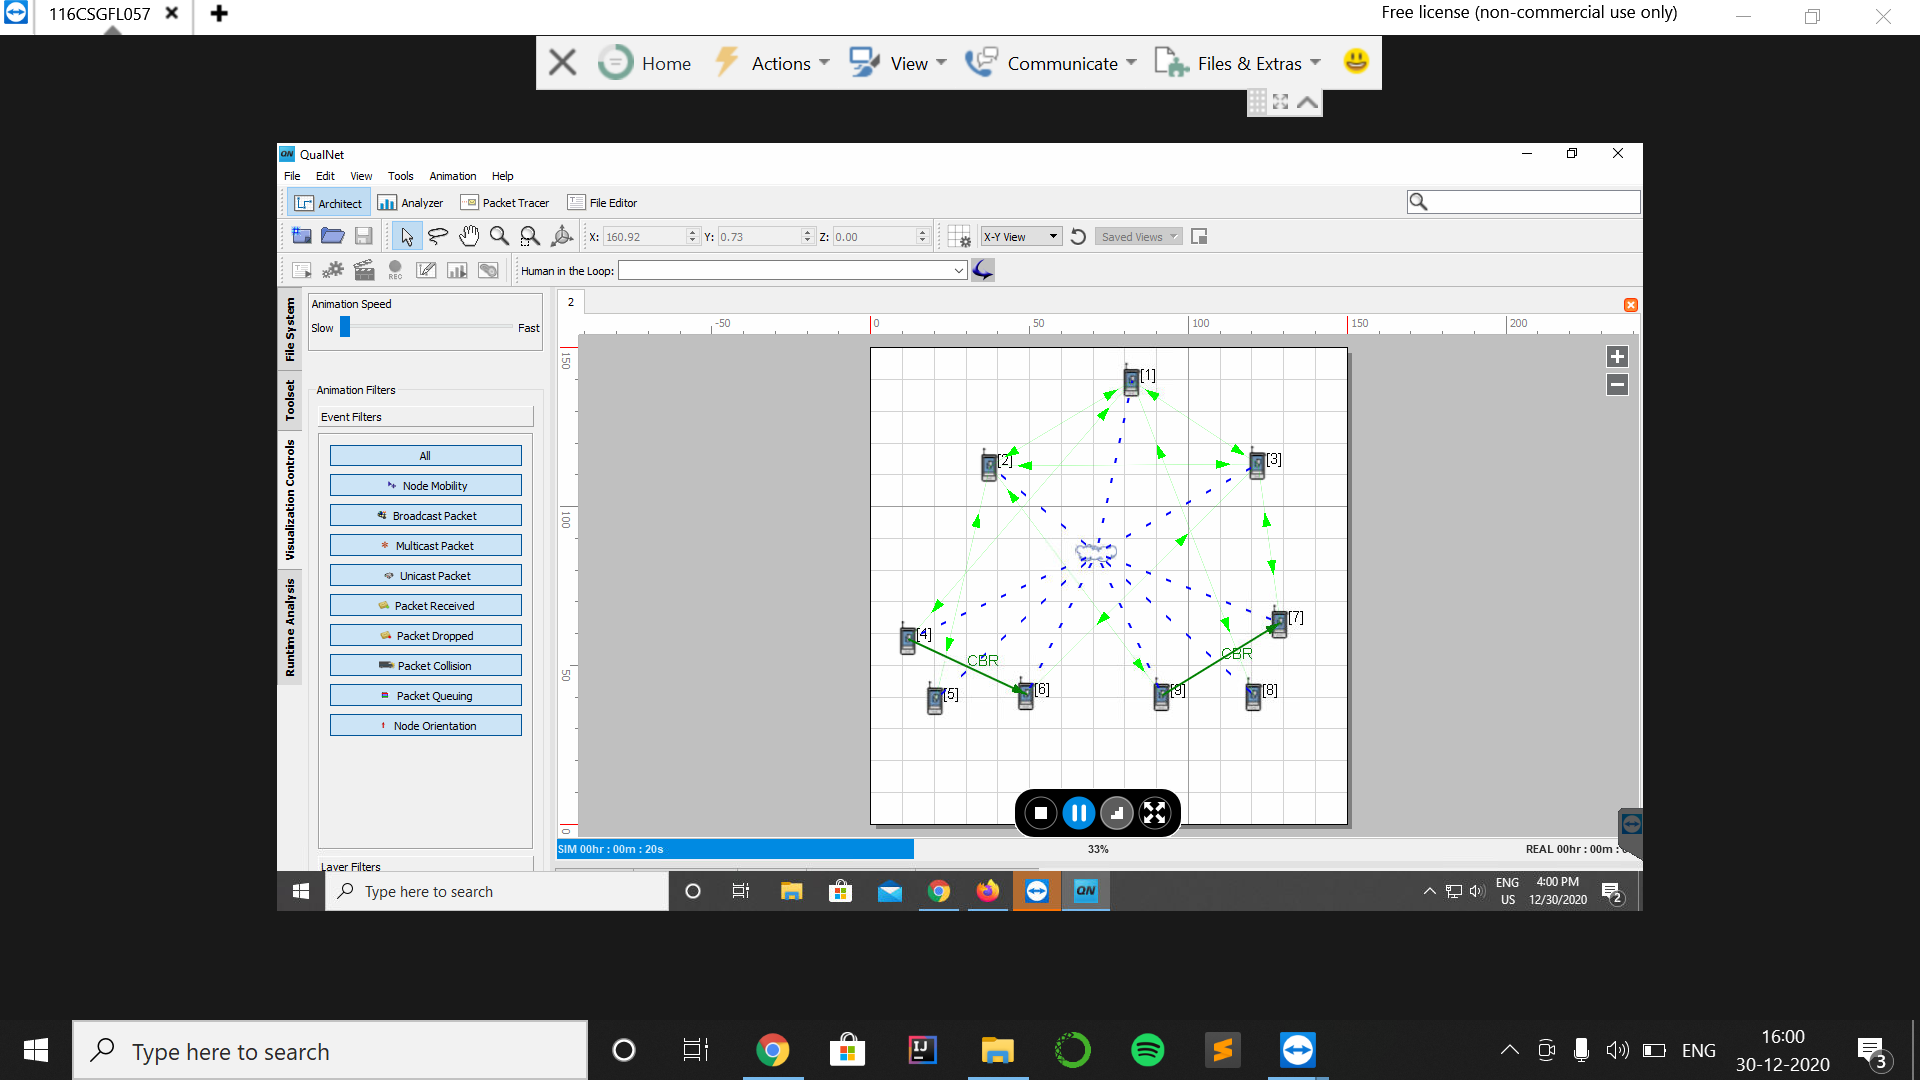 116CSGFL057
Free license (non-commercial use only)
Home Actions View Communicate Files & Extras
QN QualNet
File Edit View Tools Animation Help
Architect Analyzer Packet Tracer File Editor
X: 160.92 Y: 0.73 Z: 0.00 X-Y View Saved Views
REC Human in the Loop:
File System
Toolset
Visualization Controls
Runtime Analysis
Animation Speed
Slow Fast
Animation Filters
Event Filters
All
Node Mobility
Broadcast Packet
Multicast Packet
Unicast Packet
Packet Received
Packet Dropped
Packet Collision
Packet Queuing
Node Orientation
Layer Filters
2
-50 0 50 100 150 200
150
100
50
0
[1]
[2] [3]
[4] [7]
CBR CBR
[5] [6] [9] [8]
SIM 00hr : 00m : 20s 33% REAL 00hr : 00m :
Type here to search
QN
ENG
US
4:00 PM
12/30/2020
2
Type here to search
IJ
ENG
16:00
30-12-2020
3